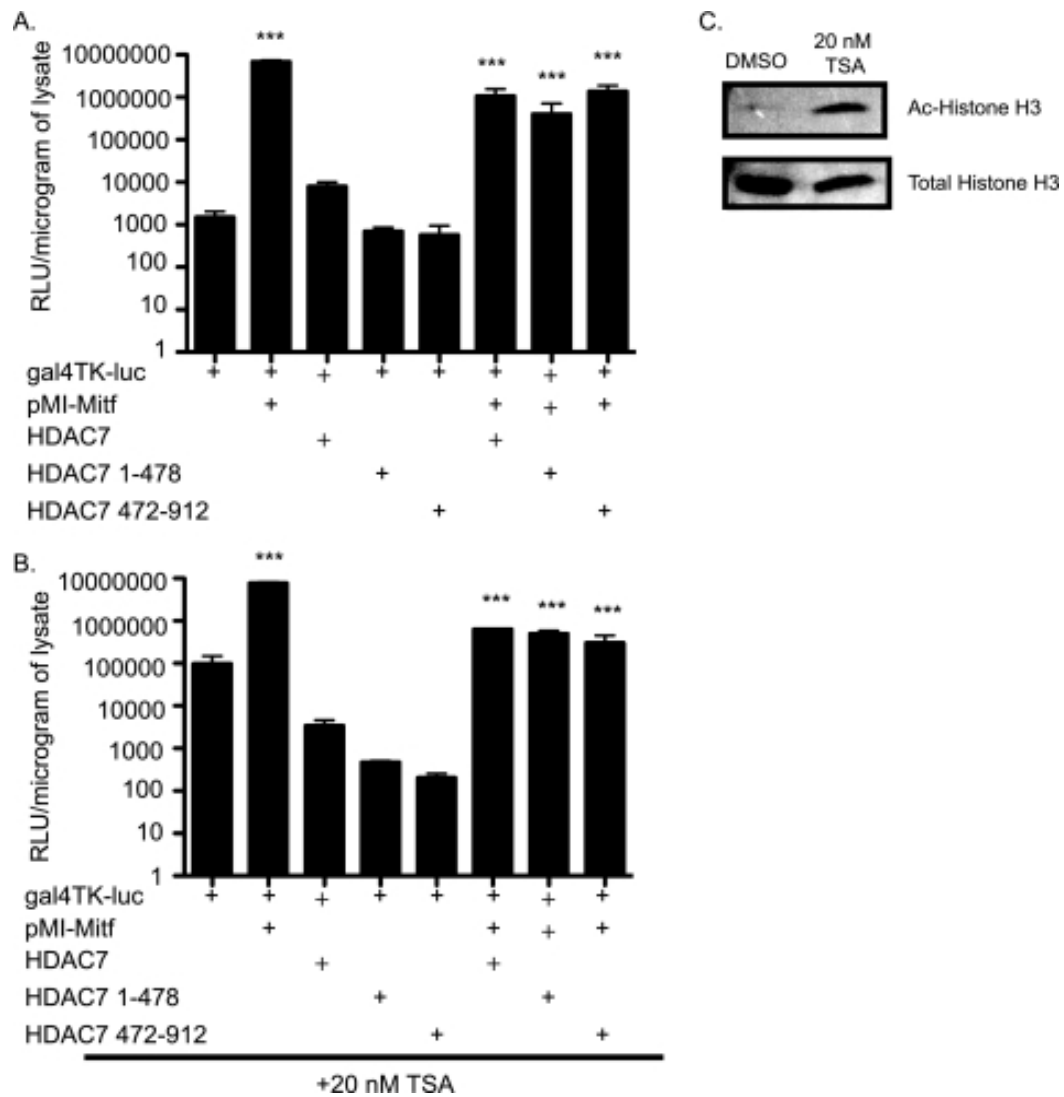 A.
***
***
***
***
RLU/microgram of lysate
10000000
1000000
10000
1000
100
10
1
gal4TK-luc + + + + + + + +
pMI-Mitf + + + +
HDAC7 + +
HDAC7 1-478 + +
HDAC7 472-912 + +
C.
DMSO
20 nM
TSA
Ac-Histone H3
Total Histone H3
B.
***
***
***
***
RLU/microgram of lysate
10000000
1000000
100000
10000
1000
100
10
1
gal4TK-luc + + + + + + + +
pMI-Mitf + + + +
HDAC7 + +
HDAC7 1-478 + +
HDAC7 472-912 + +
+20 nM TSA